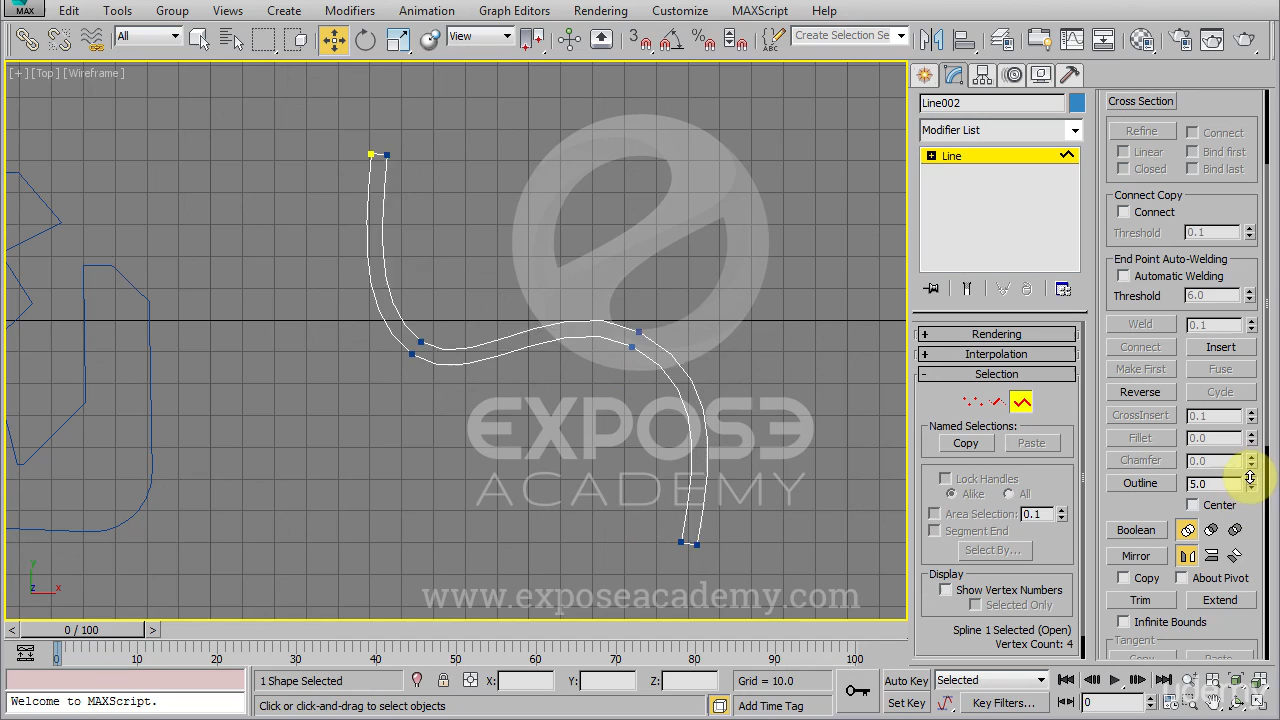 MAX Edit Tools Group Views Create Modifiers Animation Graph Editors Rendering Customize MAXScript Help
All View 3 Create Selection Se
[+] [Top] [Wireframe]
Line002
Modifier List
Line
Rendering
Interpolation
Selection
Named Selections:
Copy Paste
Lock Handles
Alike All
Area Selection: 0.1
Segment End
Select By...
Display
Show Vertex Numbers
Selected Only
Spline 1 Selected (Open)
Vertex Count: 4
Cross Section
Refine Connect
Linear Bind first
Closed Bind last
Connect Copy
Connect
Threshold 0.1
End Point Auto-Welding
Automatic Welding
Threshold 6.0
Weld 0.1
Connect Insert
Make First Fuse
Reverse Cycle
CrossInsert 0.1
Fillet 0.0
Chamfer 0.0
Outline 5.0
Center
Boolean
Mirror
Copy About Pivot
Trim Extend
Infinite Bounds
Tangent
Copy Paste
EXPOSE
ACADEMY
www.exposeacademy.com
y
z x
< 0 / 100 >
0 10 20 30 40 50 60 70 80 90 100
Welcome to MAXScript.
1 Shape Selected X: Y: Z: Grid = 10.0
Click or click-and-drag to select objects Add Time Tag
Auto Key Selected
Set Key Key Filters... 0